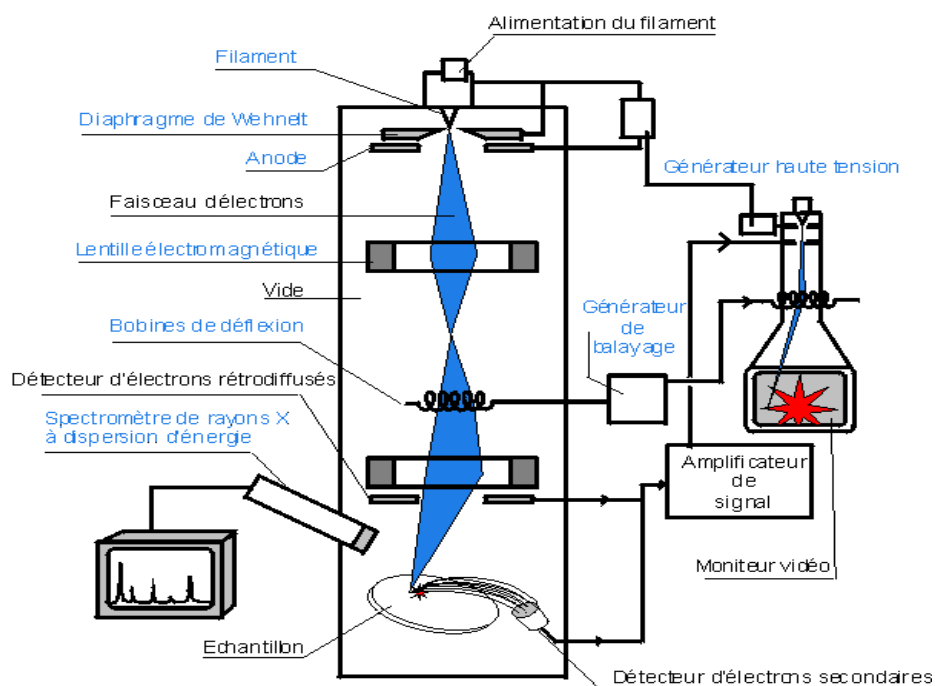 Alimentation du filament
Filament
Diaphragme de Wehnelt
Anode
Générateur haute tension
Faisceau délectrons
Lentille électromagnétique
Vide
Générateur
de
balayage
Bobines de déflexion
Détecteur d'électrons rétrodiffusés
Spectromètre de rayons X
à dispersion d'énergie
Amplificateur
de
signal
Moniteur vidéo
Echantillon
Détecteur d'électrons secondaires